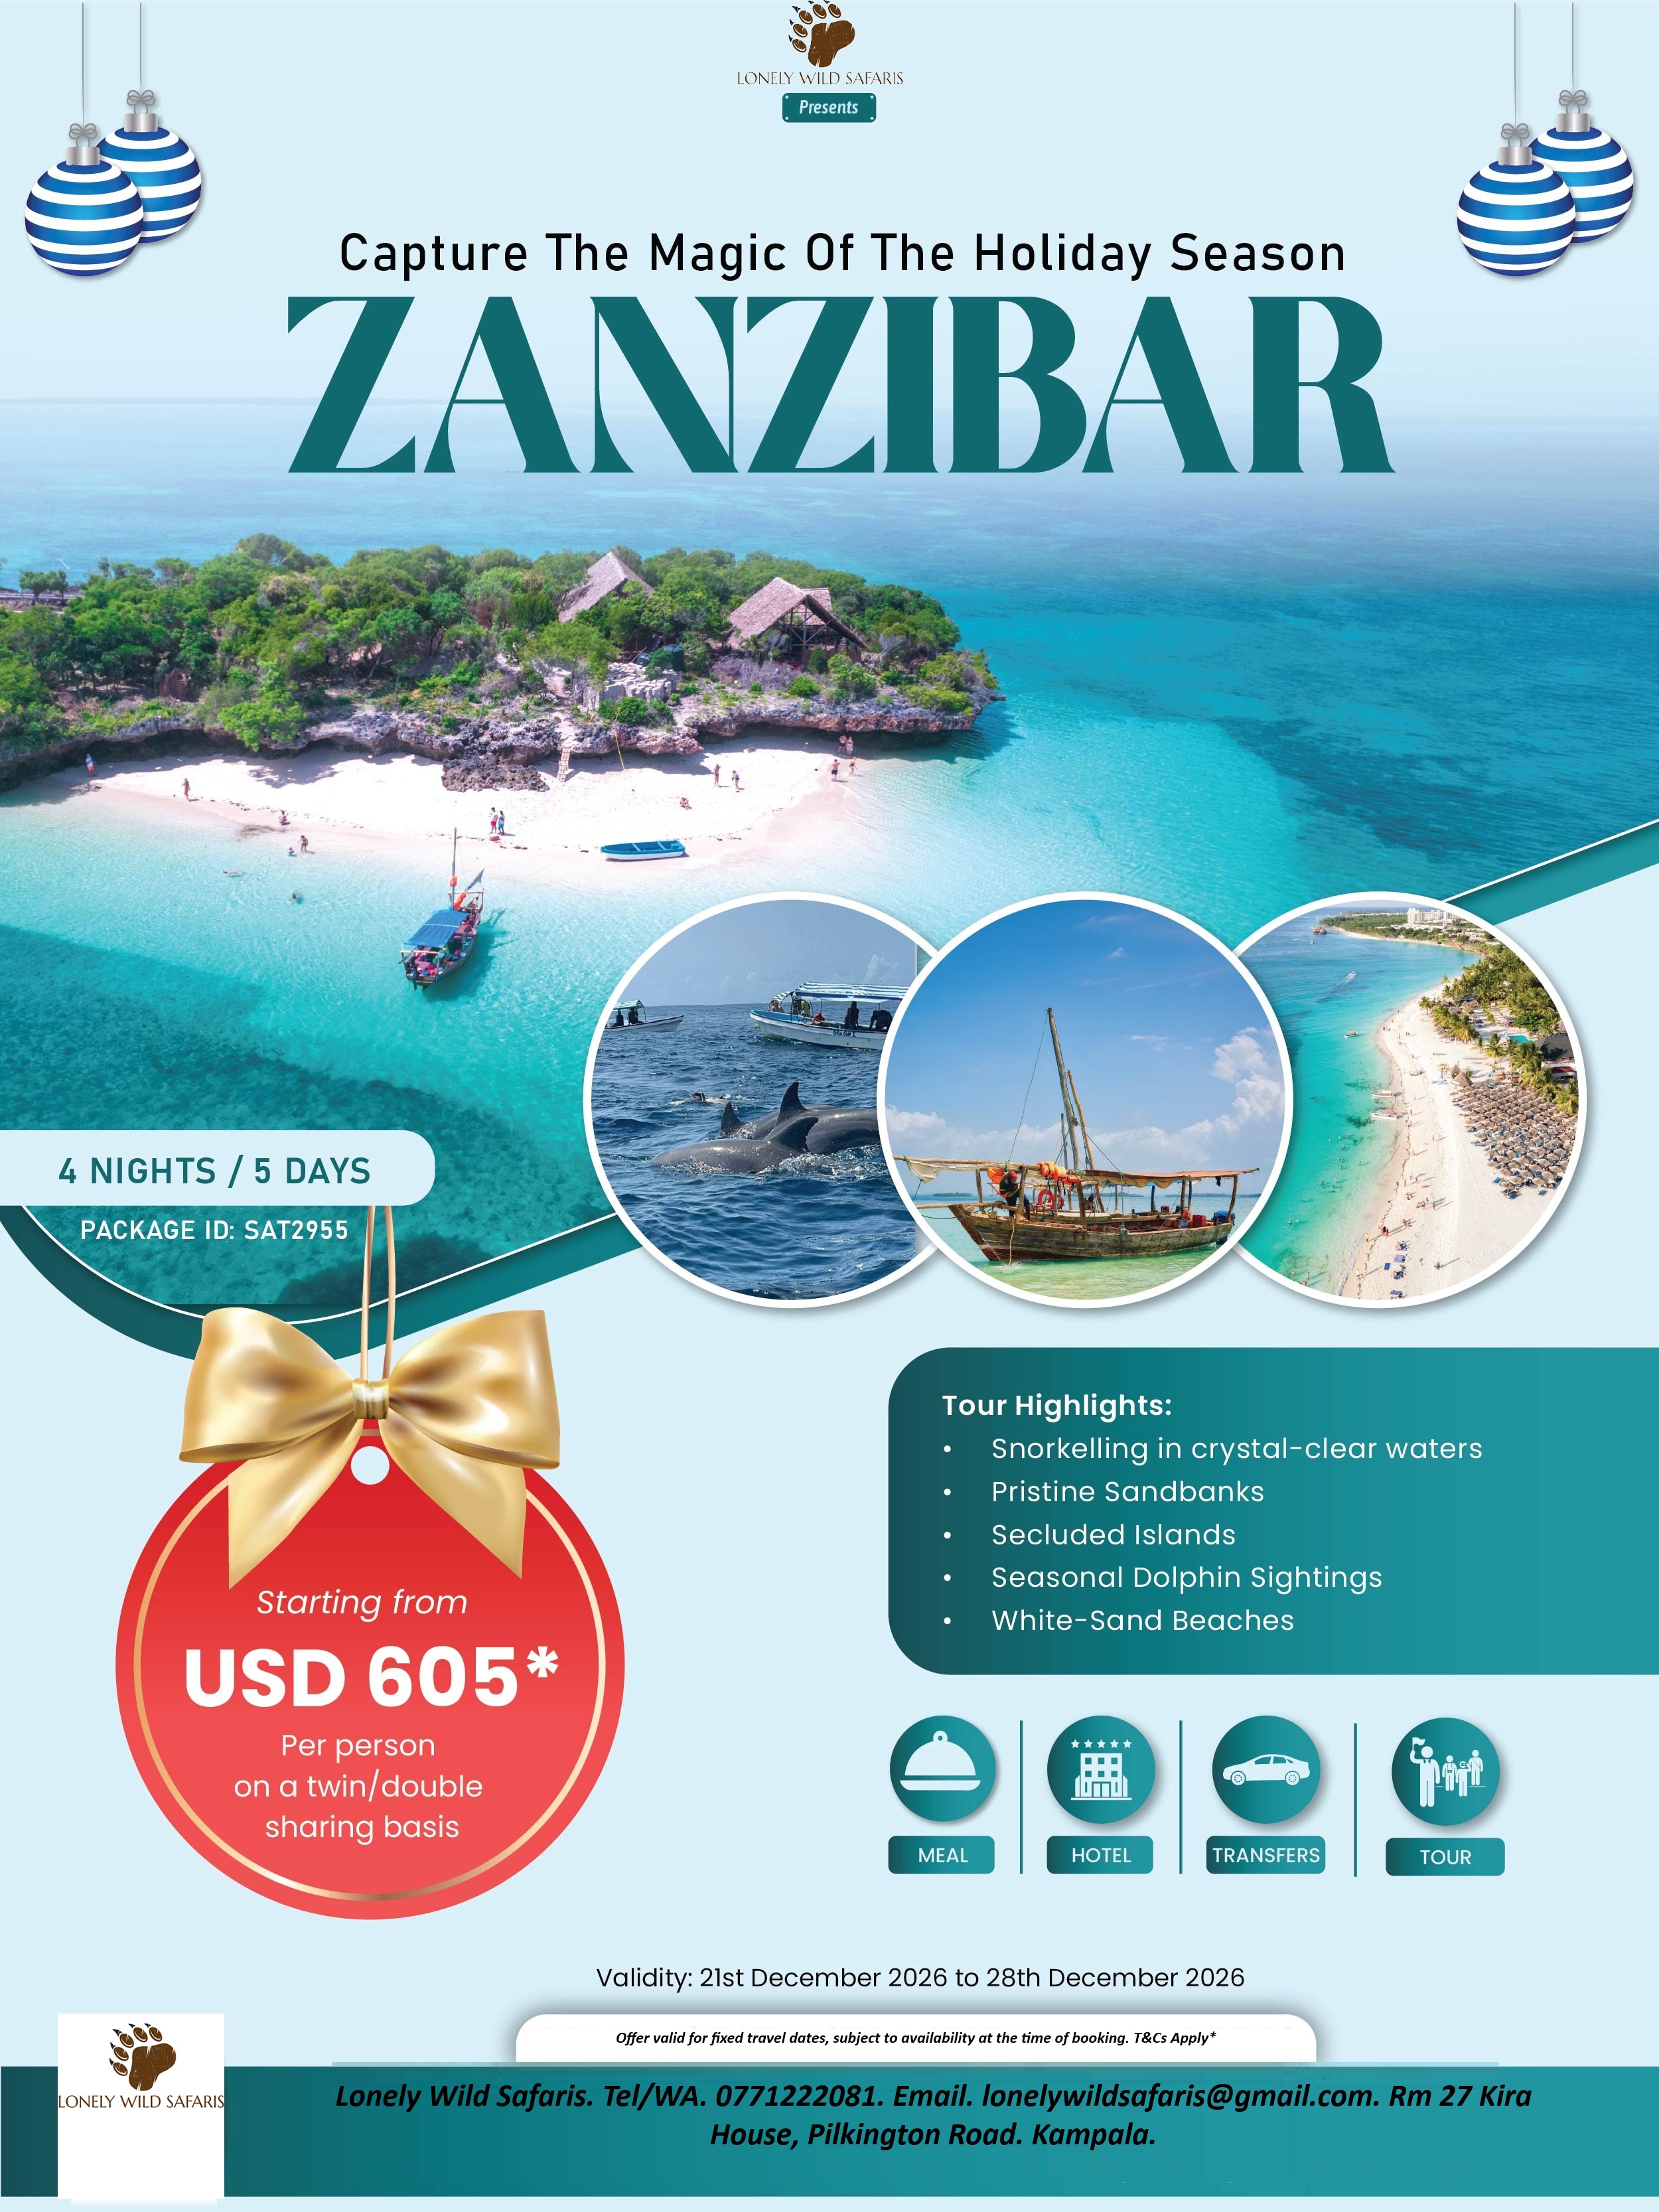 LONELY WILD SAFARIS
Presents
Capture The Magic Of The Holiday Season
ZANZIBAR
4 NIGHTS / 5 DAYS
PACKAGE ID: SAT2955
Starting from
USD 605*
Per person
on a twin/double
sharing basis
Tour Highlights:
• Snorkelling in crystal-clear waters
• Pristine Sandbanks
• Secluded Islands
• Seasonal Dolphin Sightings
• White-Sand Beaches
MEAL
HOTEL
TRANSFERS
TOUR
Validity: 21st December 2026 to 28th December 2026
Offer valid for fixed travel dates, subject to availability at the time of booking. T&Cs Apply*
LONELY WILD SAFARIS
Lonely Wild Safaris. Tel/WA. 0771222081. Email. lonelywildsafaris@gmail.com. Rm 27 Kira
House, Pilkington Road. Kampala.